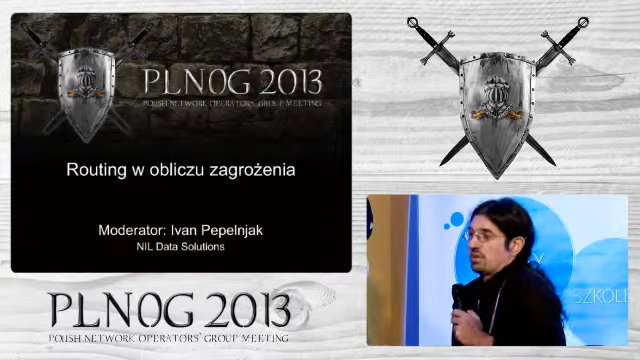 PLNOG 2013
POLISH NETWORK OPERATORS' GROUP MEETING
Routing w obliczu zagrożenia
Moderator: Ivan Pepelnjak
NIL Data Solutions
PLNOG 2013
POLISH NETWORK OPERATORS' GROUP MEETING
SZKOLE